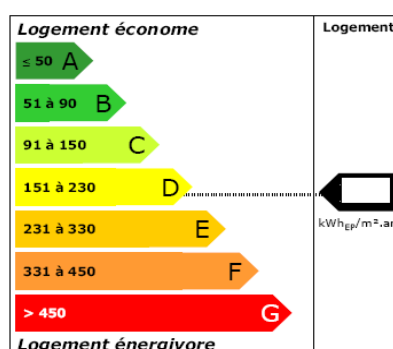 Logement économe
Logement
≤ 50 A
51 à 90 B
91 à 150 C
151 à 230 D
231 à 330 E
kWhEP/m².an
331 à 450 F
> 450 G
Logement énergivore